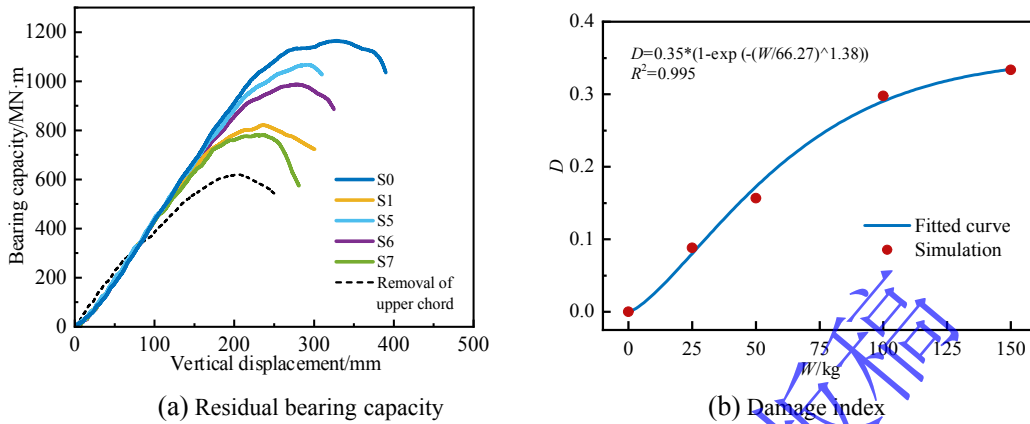 1200
1000
800
600
400
200
0
Bearing capacity/MN·m
S0
S1
S5
S6
S7
Removal of
upper chord
0 100 200 300 400 500
Vertical displacement/mm
(a) Residual bearing capacity
D=0.35*(1-exp (-(W/66.27)^1.38))
R²=0.995
0.4
0.3
0.2
0.1
0.0
D
Fitted curve
Simulation
0 25 50 75 100 125 150
W/kg
(b) Damage index